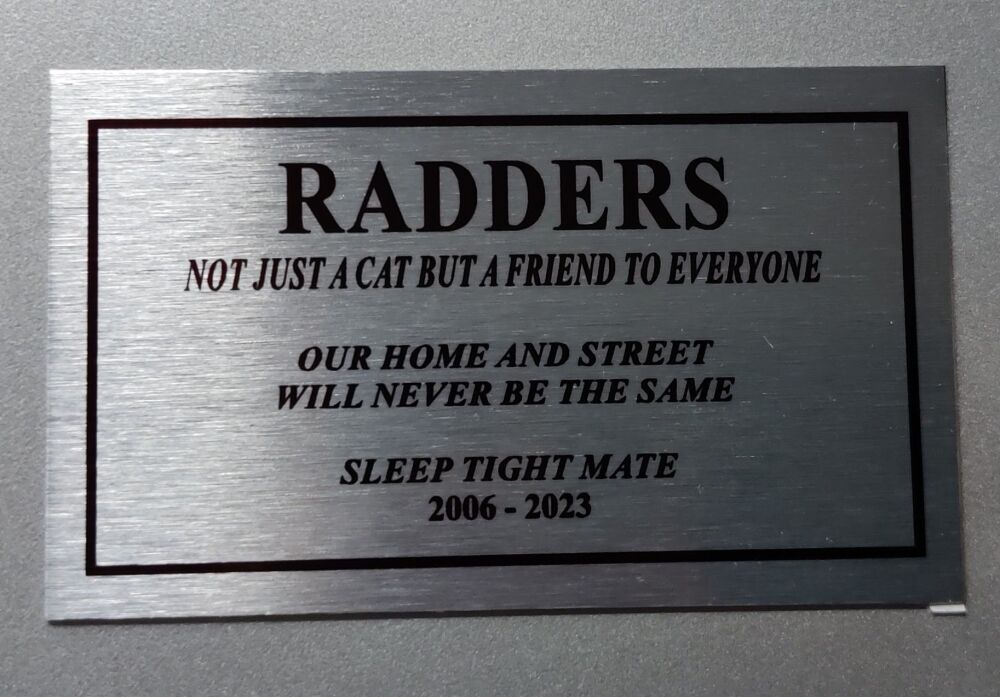 RADDERS
NOT JUST A CAT BUT A FRIEND TO EVERYONE
OUR HOME AND STREET
WILL NEVER BE THE SAME
SLEEP TIGHT MATE
2006 - 2023